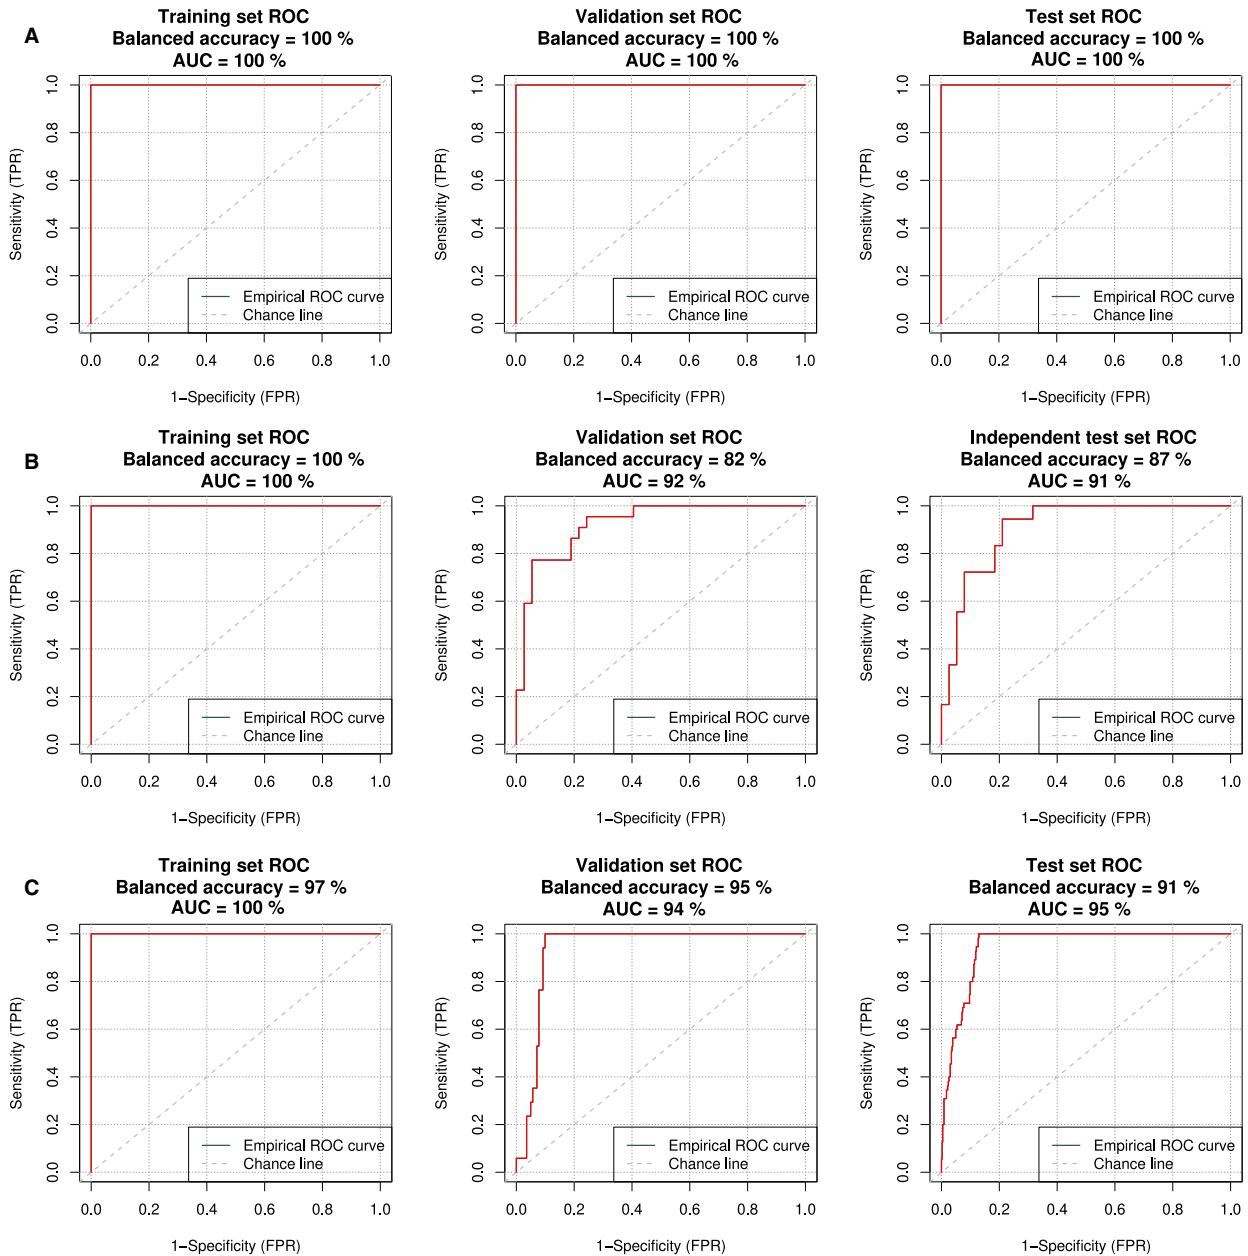 A
Training set ROC
Balanced accuracy = 100 %
AUC = 100 %
Sensitivity (TPR)
1.0
0.8
0.6
0.4
0.2
0.0
Empirical ROC curve
Chance line
0.0 0.2 0.4 0.6 0.8 1.0
1−Specificity (FPR)
Validation set ROC
Balanced accuracy = 100 %
AUC = 100 %
Sensitivity (TPR)
1.0
0.8
0.6
0.4
0.2
0.0
Empirical ROC curve
Chance line
0.0 0.2 0.4 0.6 0.8 1.0
1−Specificity (FPR)
Test set ROC
Balanced accuracy = 100 %
AUC = 100 %
Sensitivity (TPR)
1.0
0.8
0.6
0.4
0.2
0.0
Empirical ROC curve
Chance line
0.0 0.2 0.4 0.6 0.8 1.0
1−Specificity (FPR)
B
Training set ROC
Balanced accuracy = 100 %
AUC = 100 %
Sensitivity (TPR)
1.0
0.8
0.6
0.4
0.2
0.0
Empirical ROC curve
Chance line
0.0 0.2 0.4 0.6 0.8 1.0
1−Specificity (FPR)
Validation set ROC
Balanced accuracy = 82 %
AUC = 92 %
Sensitivity (TPR)
1.0
0.8
0.6
0.4
0.2
0.0
Empirical ROC curve
Chance line
0.0 0.2 0.4 0.6 0.8 1.0
1−Specificity (FPR)
Independent test set ROC
Balanced accuracy = 87 %
AUC = 91 %
Sensitivity (TPR)
1.0
0.8
0.6
0.4
0.2
0.0
Empirical ROC curve
Chance line
0.0 0.2 0.4 0.6 0.8 1.0
1−Specificity (FPR)
C
Training set ROC
Balanced accuracy = 97 %
AUC = 100 %
Sensitivity (TPR)
1.0
0.8
0.6
0.4
0.2
0.0
Empirical ROC curve
Chance line
0.0 0.2 0.4 0.6 0.8 1.0
1−Specificity (FPR)
Validation set ROC
Balanced accuracy = 95 %
AUC = 94 %
Sensitivity (TPR)
1.0
0.8
0.6
0.4
0.2
0.0
Empirical ROC curve
Chance line
0.0 0.2 0.4 0.6 0.8 1.0
1−Specificity (FPR)
Test set ROC
Balanced accuracy = 91 %
AUC = 95 %
Sensitivity (TPR)
1.0
0.8
0.6
0.4
0.2
0.0
Empirical ROC curve
Chance line
0.0 0.2 0.4 0.6 0.8 1.0
1−Specificity (FPR)